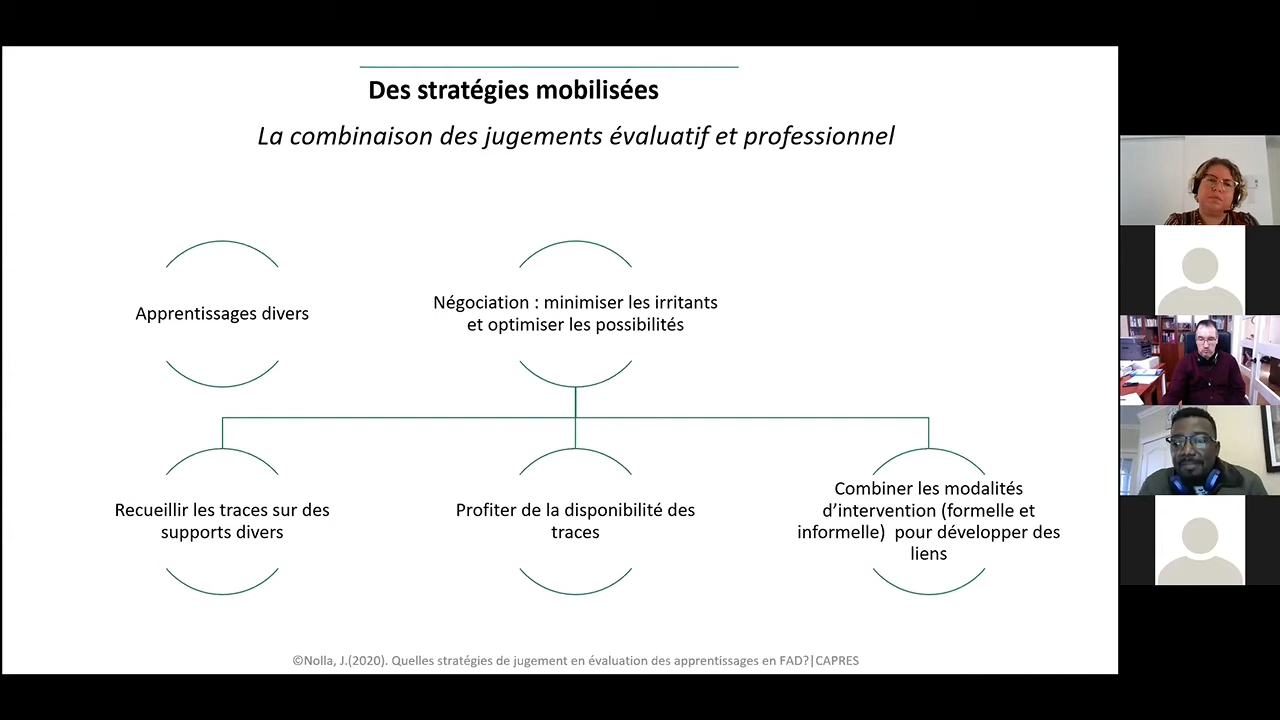 Des stratégies mobilisées
La combinaison des jugements évaluatif et professionnel
Apprentissages divers
Négociation : minimiser les irritants
et optimiser les possibilités
Recueillir les traces sur des
supports divers
Profiter de la disponibilité des
traces
Combiner les modalités
d’intervention (formelle et
informelle)  pour développer des
liens
©Nolla, J.(2020). Quelles stratégies de jugement en évaluation des apprentissages en FAD?|CAPRES